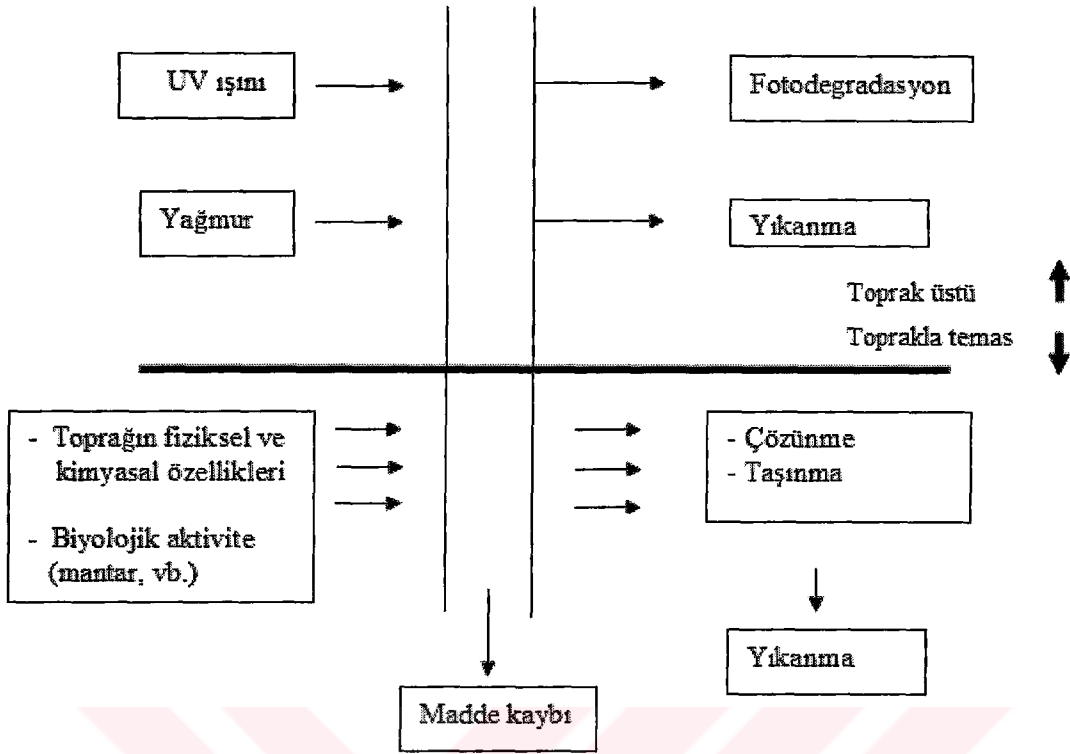 UV ışını
Fotodegradasyon
Yağmur
Yıkanma
Toprak üstü
Toprakla temas
- Toprağın fiziksel ve
kimyasal özellikleri
- Biyolojik aktivite
(mantar, vb.)
- Çözünme
- Taşınma
Yıkanma
Madde kaybı